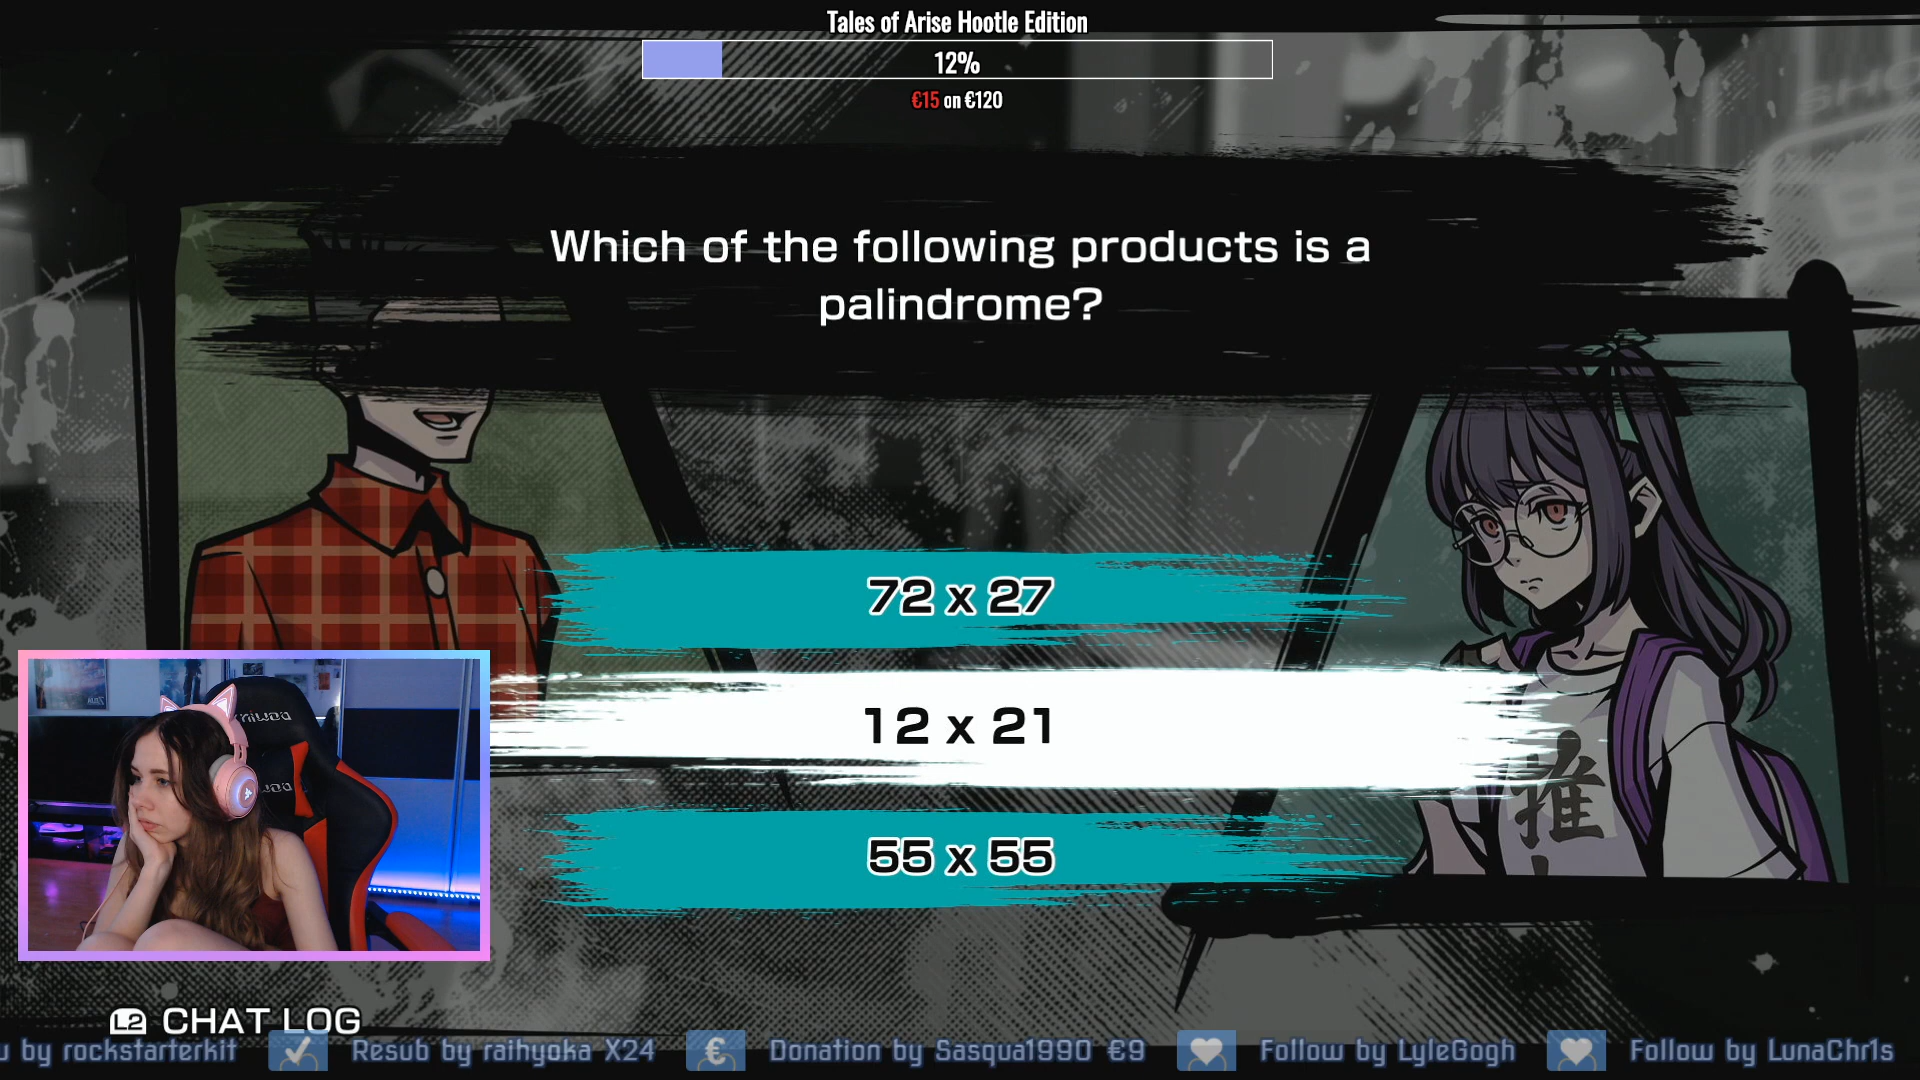 Tales of Arise Hootle Edition
12%
€15 on €120
Which of the following products is a
palindrome?
72 x 27
12 x 21
55 x 55
推
L2 CHAT LOG
by rockstarterkit
Resub by raihyoka X24
€ Donation by Sasqua1990 €9
Follow by LyleGogh
Follow by LunaChr1s